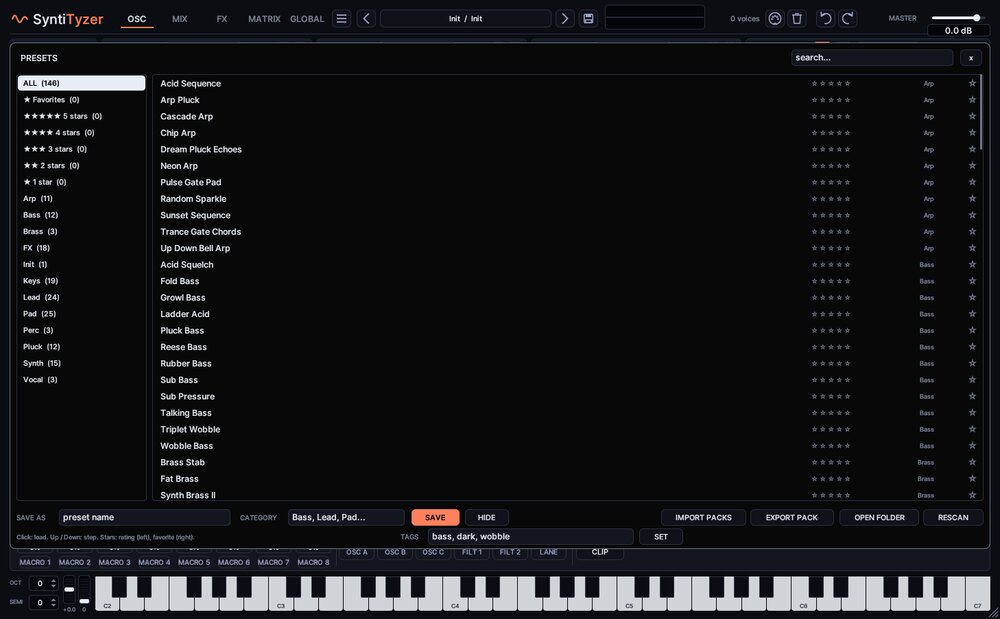 SyntiTyzer OSC MIX FX MATRIX GLOBAL Init / Init 0 voices MASTER
0.0 dB
PRESETS search... x
ALL (146)
★ Favorites (0)
★★★★★ 5 stars (0)
★★★★ 4 stars (0)
★★★ 3 stars (0)
★★ 2 stars (0)
★ 1 star (0)
Arp (11)
Bass (12)
Brass (3)
FX (18)
Init (1)
Keys (19)
Lead (24)
Pad (25)
Perc (3)
Pluck (12)
Synth (15)
Vocal (3)
Acid Sequence Arp
Arp Pluck Arp
Cascade Arp Arp
Chip Arp Arp
Dream Pluck Echoes Arp
Neon Arp Arp
Pulse Gate Pad Arp
Random Sparkle Arp
Sunset Sequence Arp
Trance Gate Chords Arp
Up Down Bell Arp Arp
Acid Squelch Bass
Fold Bass Bass
Growl Bass Bass
Ladder Acid Bass
Pluck Bass Bass
Reese Bass Bass
Rubber Bass Bass
Sub Bass Bass
Sub Pressure Bass
Talking Bass Bass
Triplet Wobble Bass
Wobble Bass Bass
Brass Stab Brass
Fat Brass Brass
Synth Brass II Brass
SAVE AS preset name CATEGORY Bass, Lead, Pad... SAVE HIDE IMPORT PACKS EXPORT PACK OPEN FOLDER RESCAN
Click: load. Up / Down: step. Stars: rating (left), favorite (right). TAGS bass, dark, wobble SET
OSC A OSC B OSC C FILT 1 FILT 2 LANE CLIP
MACRO 1 MACRO 2 MACRO 3 MACRO 4 MACRO 5 MACRO 6 MACRO 7 MACRO 8
OCT 0
SEMI 0
+0.0 0
C2 C3 C4 C5 C6 C7